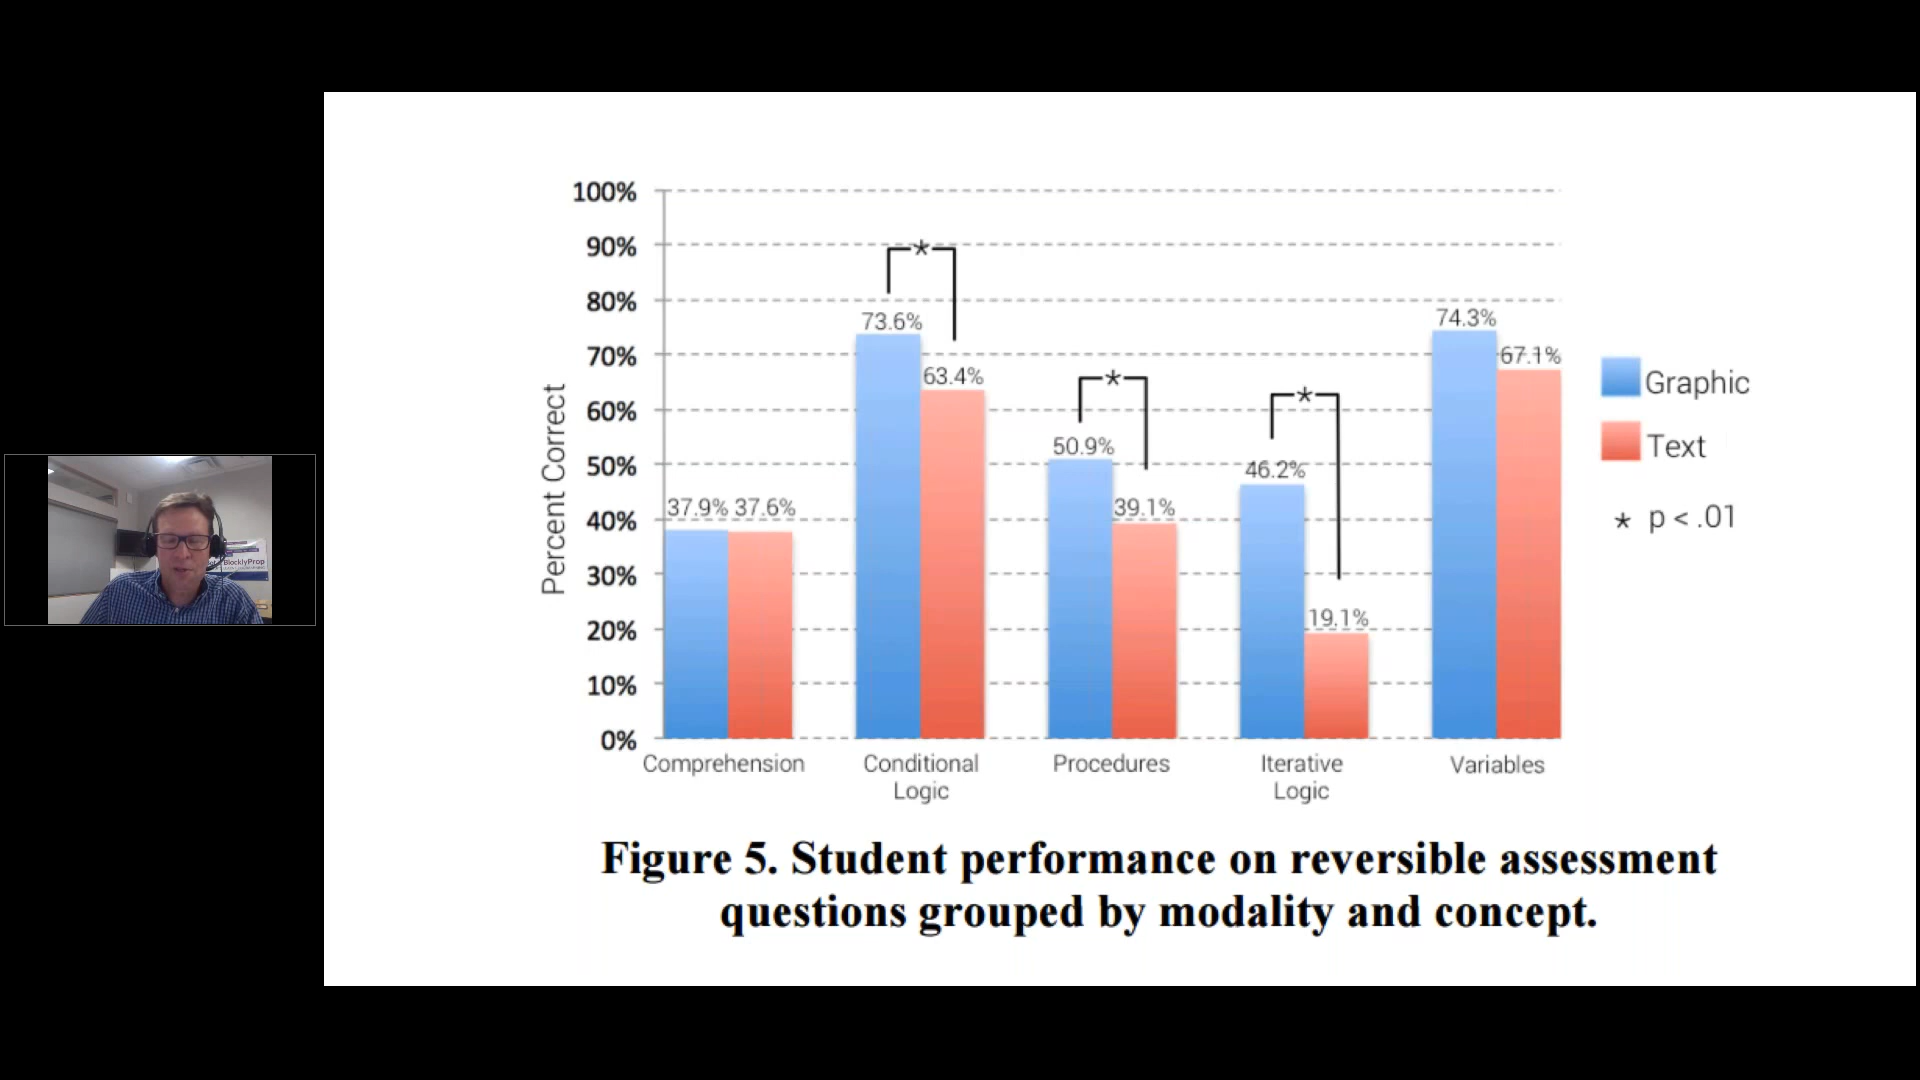 100%
90%
80%
70%
60%
50%
40%
30%
20%
10%
0%
Percent Correct
37.9% 37.6%
*
73.6%
63.4%
*
50.9%
39.1%
*
46.2%
19.1%
74.3%
67.1%
Comprehension
Conditional
Logic
Procedures
Iterative
Logic
Variables
Graphic
Text
* p < .01
Figure 5. Student performance on reversible assessment
questions grouped by modality and concept.
BlocklyProp